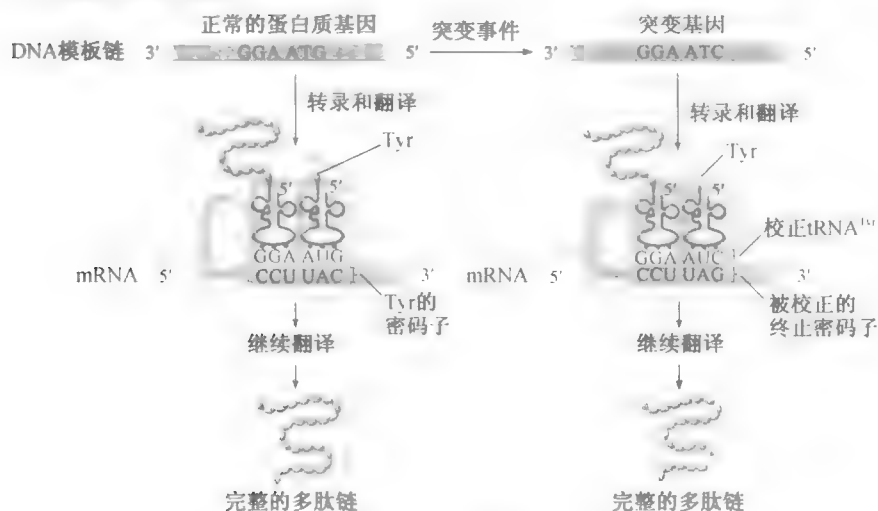 正常的蛋白质基因 突变事件 突变基因
DNA模板链 3' GGA ATG 5' 3' GGA ATC 5'
转录和翻译 转录和翻译
Tyr Tyr
5' 5' 5' 5'
校正tRNA
GGA AUG GGA AUC
mRNA 5' CCU UAC 3' mRNA 5' CCU UAG 3'
Tyr的
密码子
被校正的
终止密码子
继续翻译 继续翻译
完整的多肽链 完整的多肽链